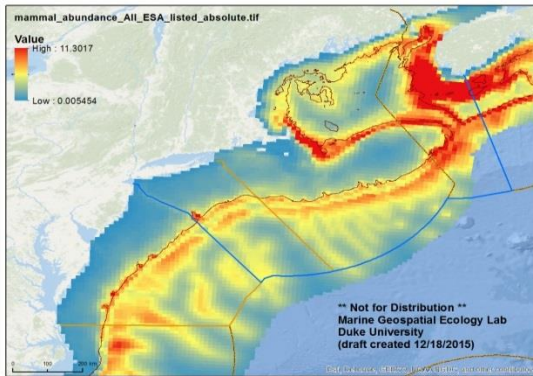 mammal_abundance_All_ESA_listed_absolute.tif
Value
High : 11.3017
Low : 0.005454
** Not for Distribution **
Marine Geospatial Ecology Lab
Duke University
(draft created 12/18/2015)